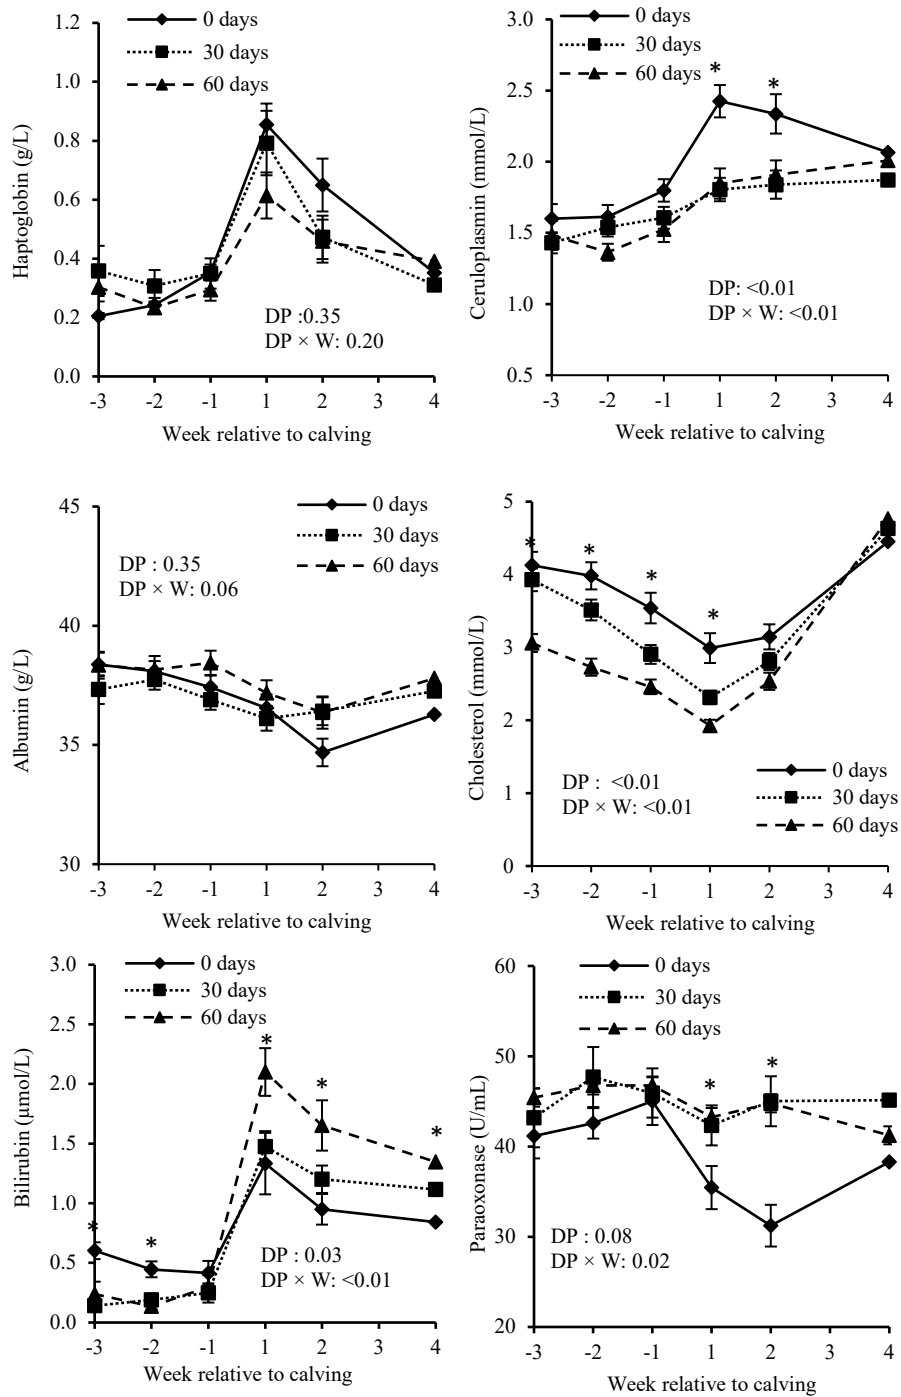 0 days
30 days
60 days
1.2
1.0
0.8
0.6
0.4
0.2
0.0
Haptoglobin (g/L)
DP :0.35
DP × W: 0.20
-3 -2 -1 1 2 4
Week relative to calving
0 days
30 days
60 days
3.0
2.5
2.0
1.5
1.0
0.5
Ceruloplasmin (mmol/L)
* *
DP: <0.01
DP × W: <0.01
-3 -2 -1 1 2 4
Week relative to calving
0 days
30 days
60 days
45
40
35
30
Albumin (g/L)
DP : 0.35
DP × W: 0.06
-3 -2 -1 1 2 4
Week relative to calving
5
4
3
2
1
0
Cholesterol (mmol/L)
* * * *
DP : <0.01
DP × W: <0.01
0 days
30 days
60 days
-3 -2 -1 1 2 4
Week relative to calving
0 days
30 days
60 days
3.0
2.5
2.0
1.5
1.0
0.5
0.0
Bilirubin (µmol/L)
* * * * *
DP : 0.03
DP × W: <0.01
-3 -2 -1 1 2 4
Week relative to calving
0 days
30 days
60 days
60
50
40
30
20
Paraoxonase (U/mL)
* *
DP : 0.08
DP × W: 0.02
-3 -2 -1 1 2 4
Week relative to calving